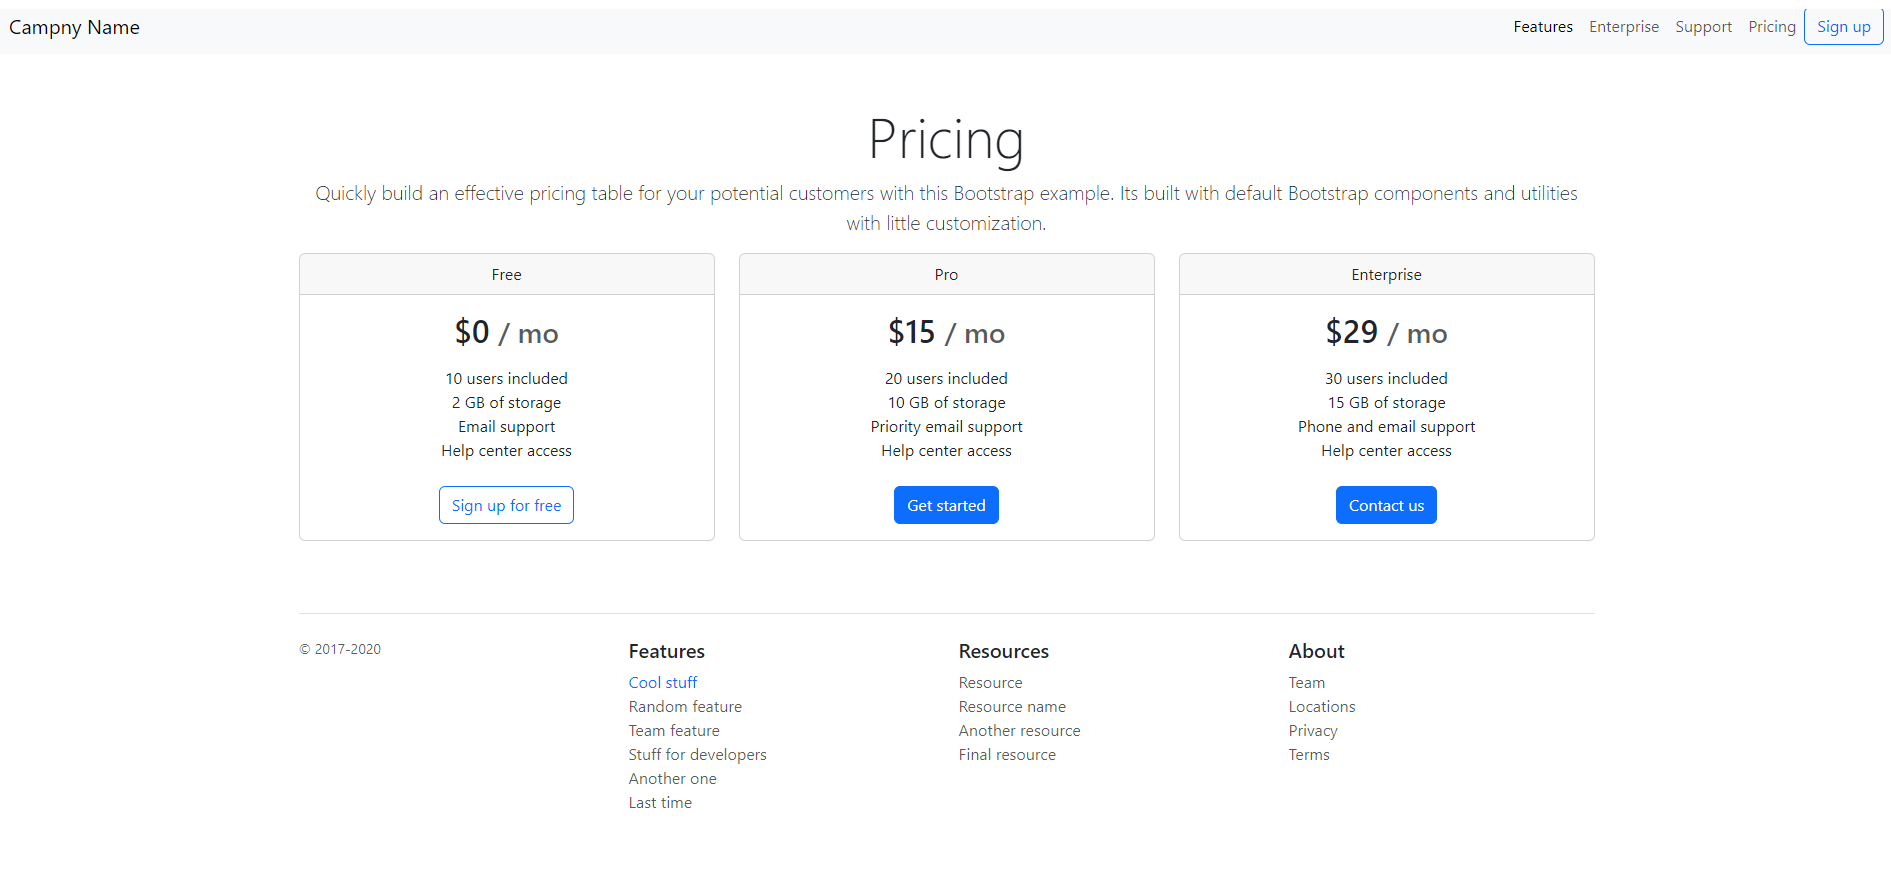 Campny Name
Features Enterprise Support Pricing Sign up
Pricing
Quickly build an effective pricing table for your potential customers with this Bootstrap example. Its built with default Bootstrap components and utilities
with little customization.
Free
$0 / mo
10 users included
2 GB of storage
Email support
Help center access
Sign up for free
Pro
$15 / mo
20 users included
10 GB of storage
Priority email support
Help center access
Get started
Enterprise
$29 / mo
30 users included
15 GB of storage
Phone and email support
Help center access
Contact us
© 2017-2020
Features
Cool stuff
Random feature
Team feature
Stuff for developers
Another one
Last time
Resources
Resource
Resource name
Another resource
Final resource
About
Team
Locations
Privacy
Terms